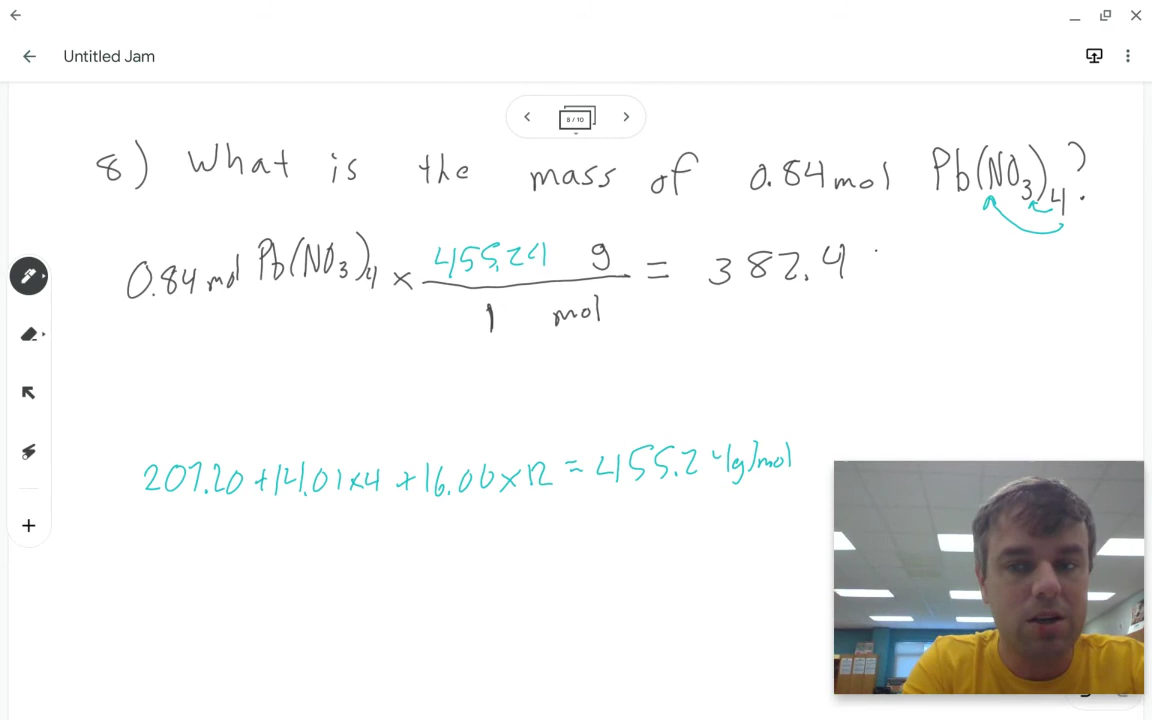 Untitled Jam
8 / 10
8) What is the mass of 0.84 mol Pb(NO3)4?
0.84 mol Pb(NO3)4 × 455.24 g / 1 mol = 382.4
207.20 + 14.01 × 4 + 16.00 × 12 = 455.24 g/mol